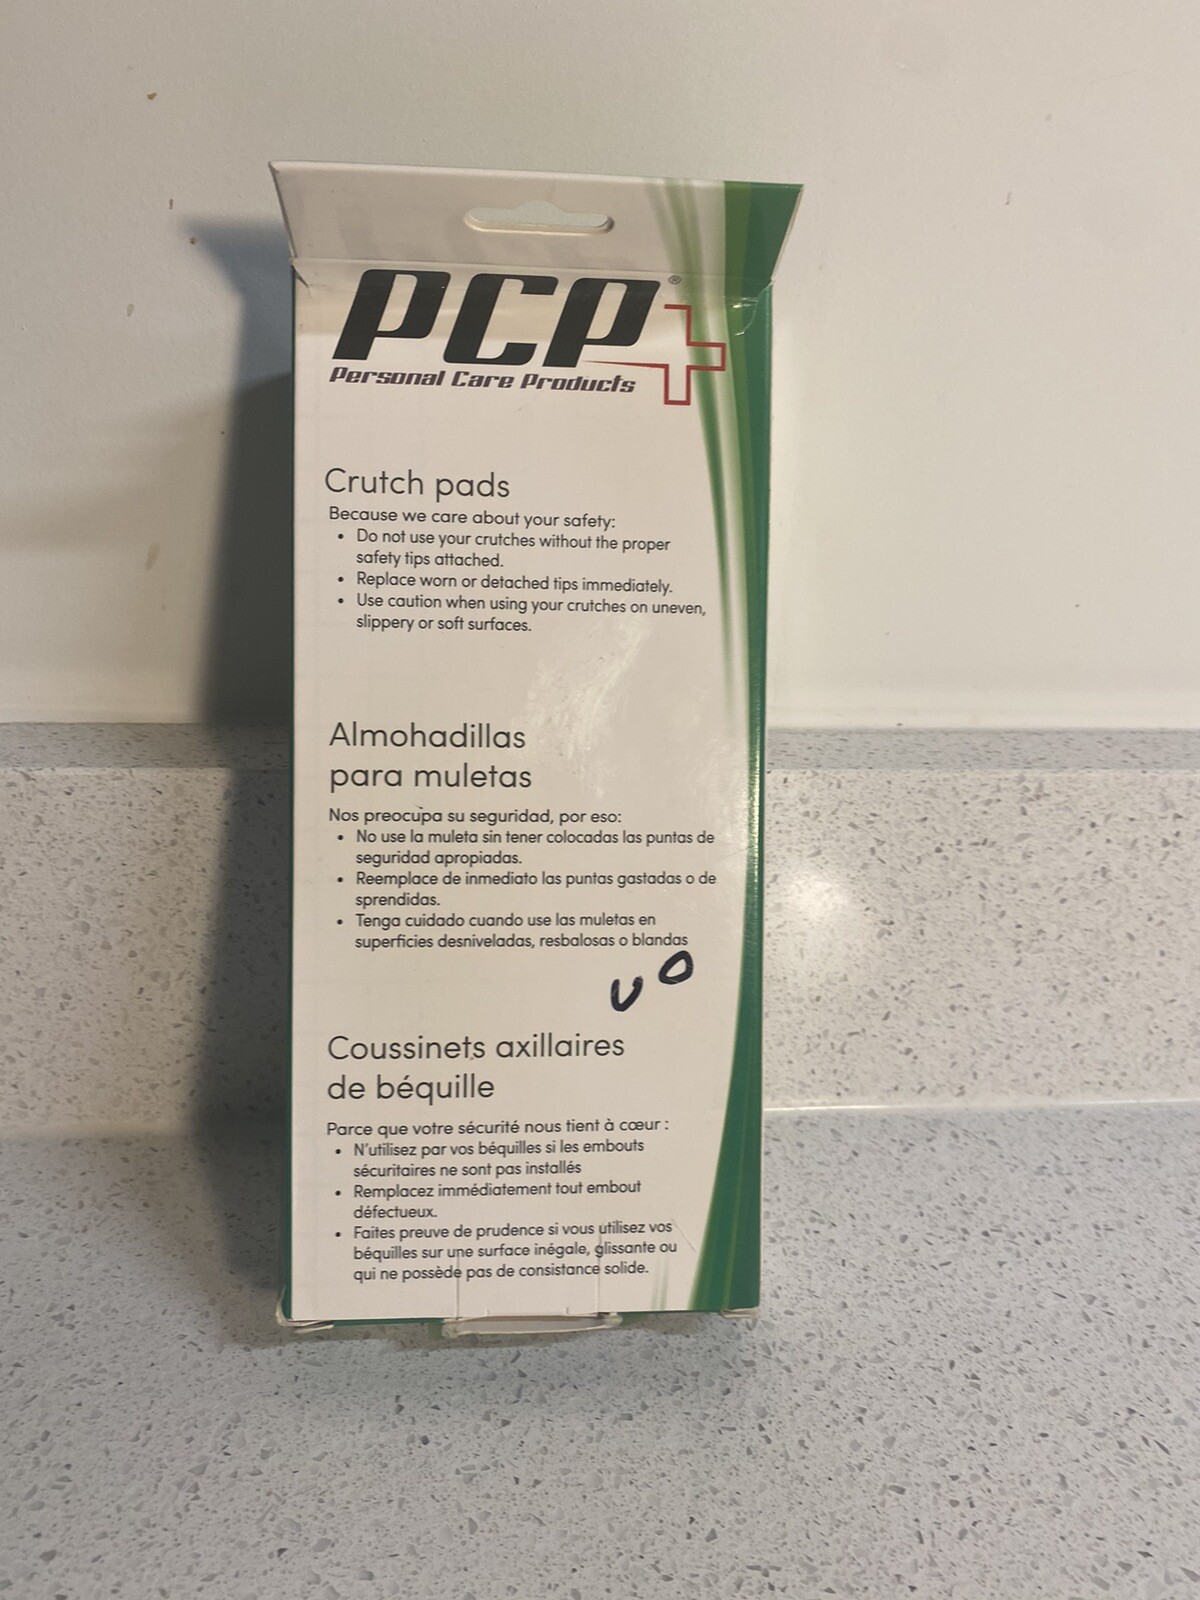 PCP®
Personal Care Products
Crutch pads
Because we care about your safety:
• Do not use your crutches without the proper
safety tips attached.
• Replace worn or detached tips immediately.
• Use caution when using your crutches on uneven,
slippery or soft surfaces.
Almohadillas
para muletas
Nos preocupa su seguridad, por eso:
• No use la muleta sin tener colocadas las puntas de
seguridad apropiadas.
• Reemplace de inmediato las puntas gastadas o de
sprendidas.
• Tenga cuidado cuando use las muletas en
superficies desniveladas, resbalosas o blandas
UO
Coussinets axillaires
de béquille
Parce que votre sécurité nous tient à cœur :
• N'utilisez par vos béquilles si les embouts
sécuritaires ne sont pas installés
• Remplacez immédiatement tout embout
défectueux.
• Faites preuve de prudence si vous utilisez vos
béquilles sur une surface inégale, glissante ou
qui ne possède pas de consistance solide.